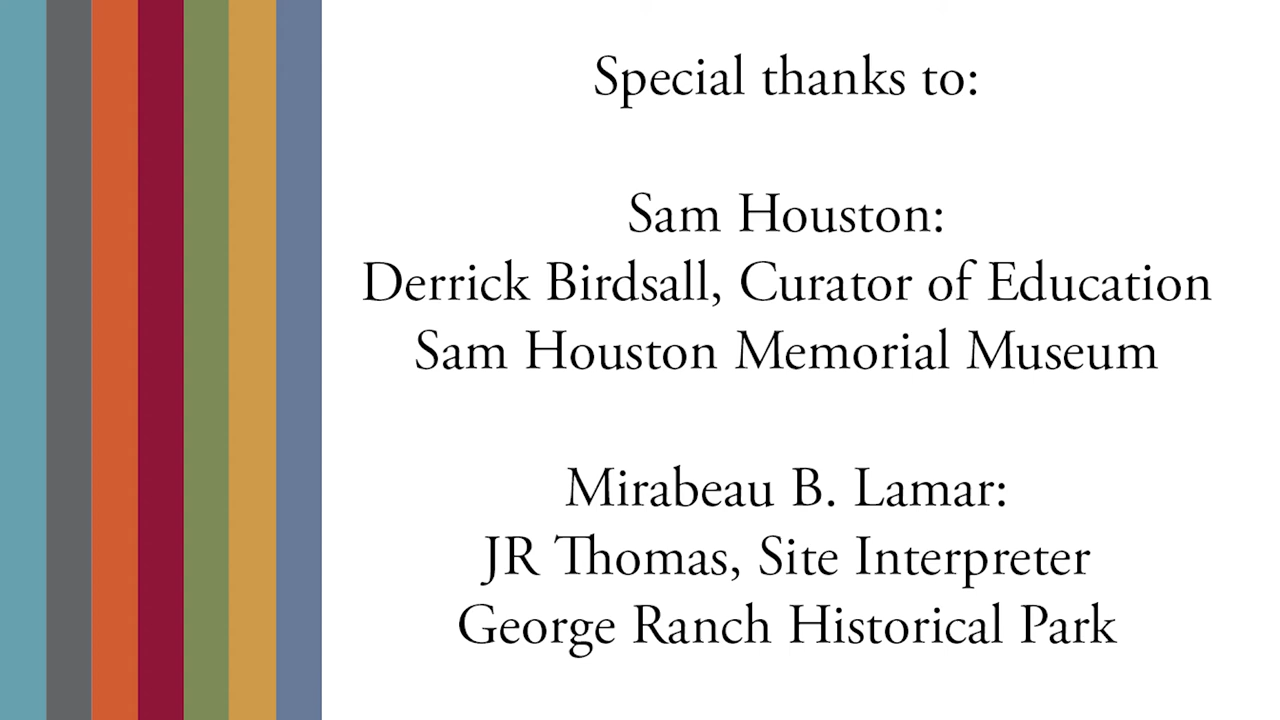 Special thanks to:
Sam Houston:
Derrick Birdsall, Curator of Education
Sam Houston Memorial Museum
Mirabeau B. Lamar:
JR Thomas, Site Interpreter
George Ranch Historical Park